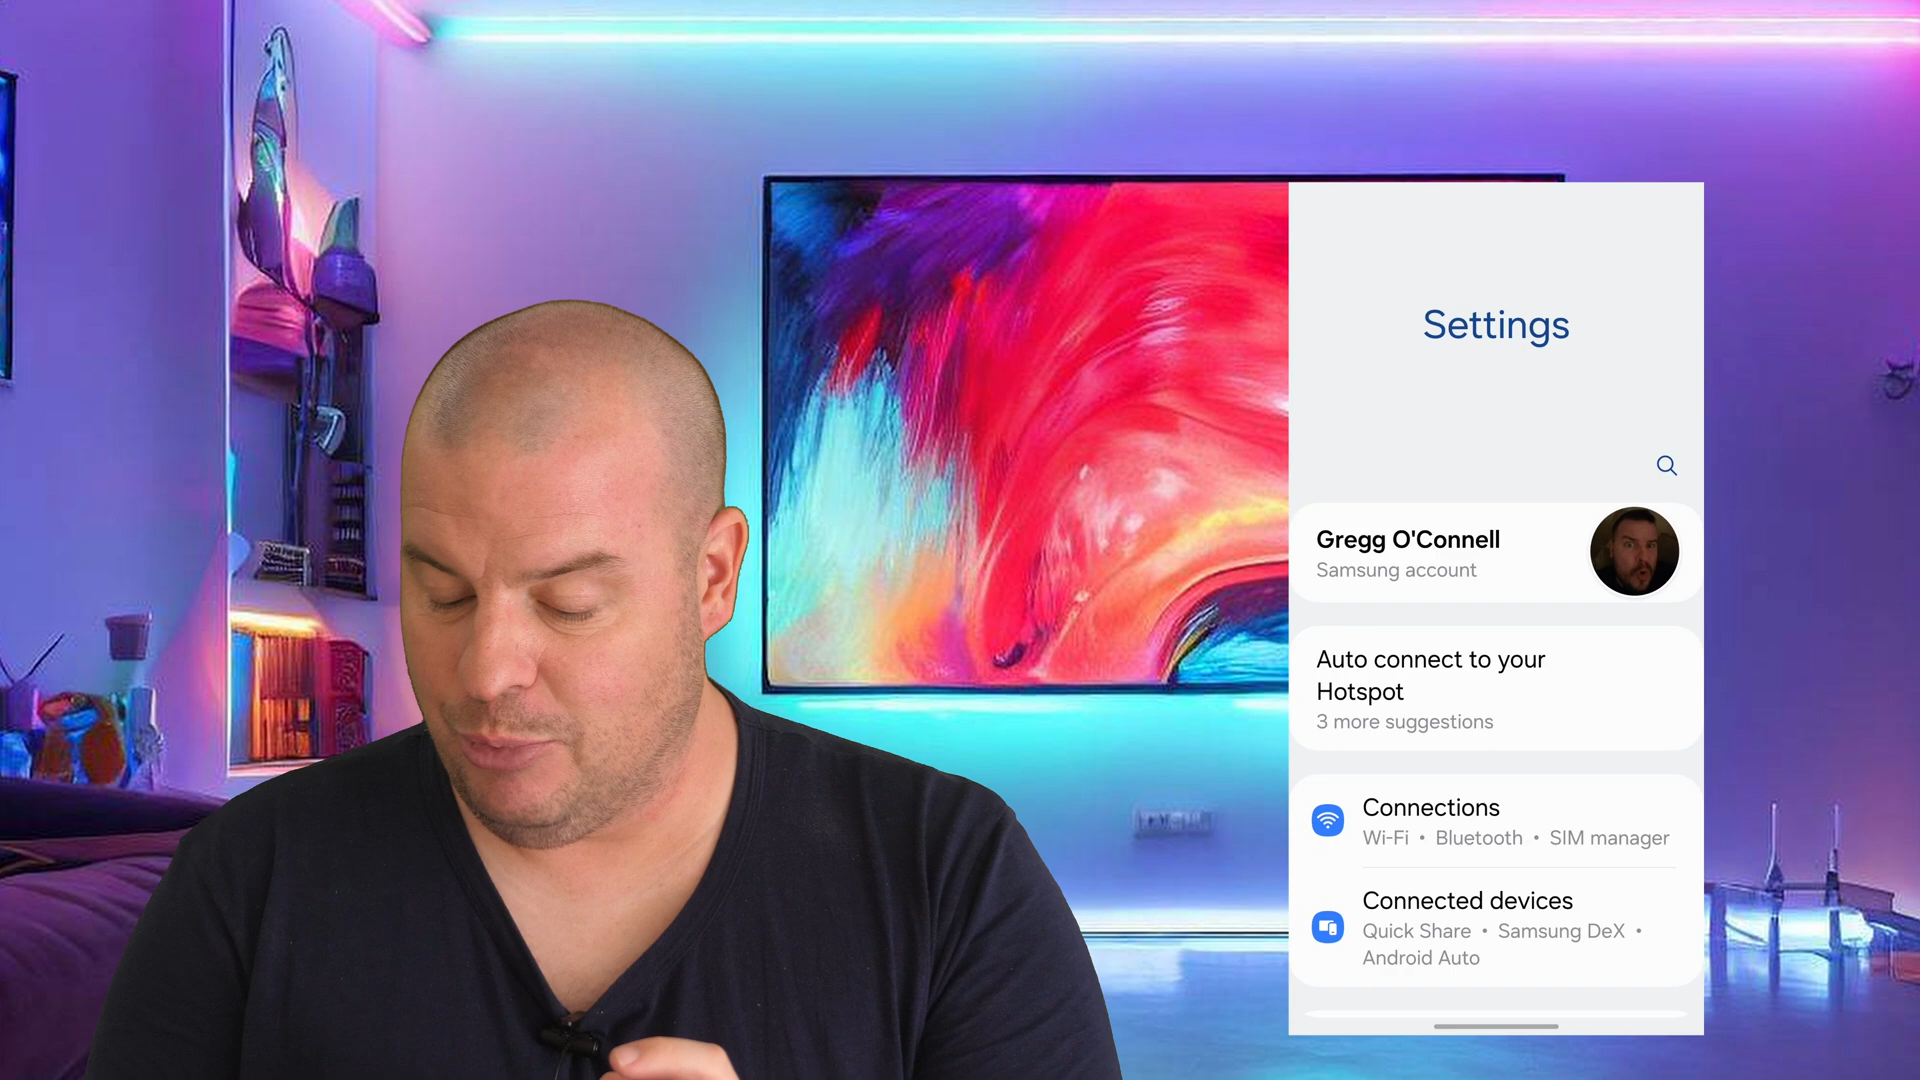 Settings
Gregg O'Connell
Samsung account
Auto connect to your
Hotspot
3 more suggestions
Connections
Wi-Fi • Bluetooth • SIM manager
Connected devices
Quick Share • Samsung DeX •
Android Auto